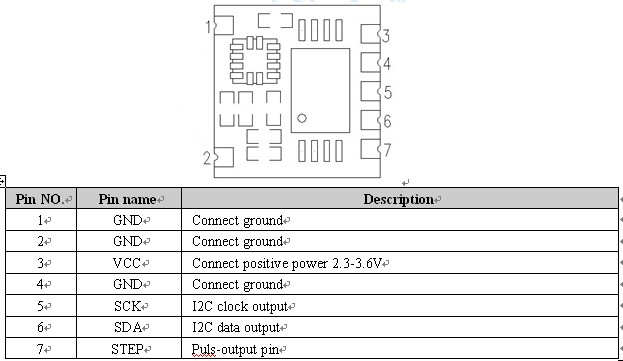 1
3
4
5
6
2
7
Pin NO. Pin name Description
1 GND Connect ground
2 GND Connect ground
3 VCC Connect positive power 2.3-3.6V
4 GND Connect ground
5 SCK I2C clock output
6 SDA I2C data output
7 STEP Puls-output pin